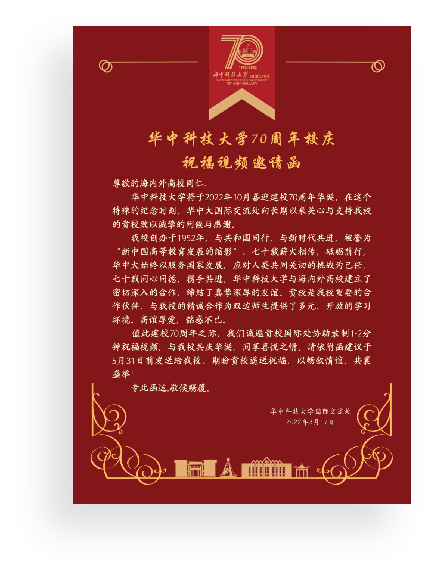 70
1952-2022
华中科技大学
华中科技大学70周年校庆
祝福视频邀请函
尊敬的海内外高校同仁:
华中科技大学将于2022年10月喜迎建校70周年华诞，在这个
特殊的纪念时刻，华中大国际交流处向长期以来关心与支持我校
的贵校致以诚挚的问候与感谢。
我校创办于1952年，与共和国同行，与新时代共进，被誉为
“新中国高等教育发展的缩影”。七十载薪火相传，砥砺前行，
华中大始终以服务国家发展、应对人类共同关切的挑战为己任。
七十载同心同德，携手共进，华中科技大学与海内外高校建立了
密切深入的合作，缔结了真挚深厚的友谊。贵校是我校重要的合
作伙伴，与我校的精诚合作为双边师生提供了多元、开放的学习
环境。高谊厚爱，铭感不已。
值此建校70周年之际，我们诚邀贵校国际处协助录制1-2分
钟祝福视频，与我校共庆华诞，同享喜悦之情，请依附函建议于
5月31日前发送给我校。期盼贵校惠送祝福，以畅叙情谊，共襄
盛举!
专此函达,敬候赐覆。
华中科技大学国际交流处
2022年